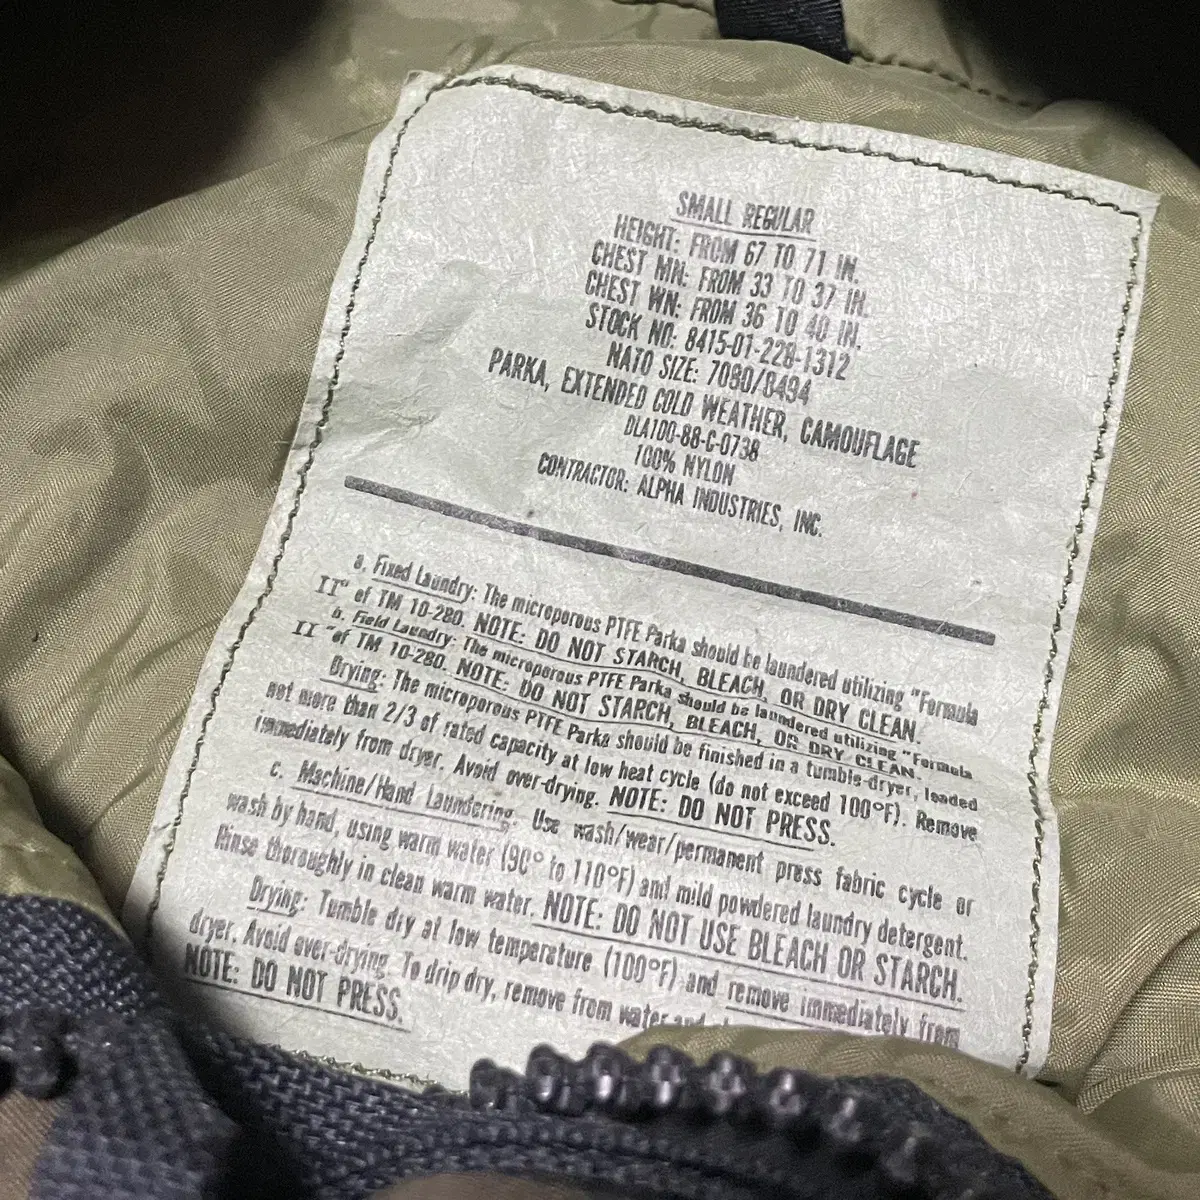 SMALL REGULAR
HEIGHT: FROM 67 TO 71 IN.
CHEST MN: FROM 33 TO 37 IN.
CHEST WN: FROM 36 TO 40 IN.
STOCK NO: 8415-01-228-1312
NATO SIZE: 7080/8494
PARKA, EXTENDED COLD WEATHER, CAMOUFLAGE
DLA100-88-C-0738
100% NYLON
CONTRACTOR: ALPHA INDUSTRIES, INC.
a. Fixed Laundry: The microporous PTFE Parka should be laundered utilizing "Formula
II" of TM 10-280. NOTE: DO NOT STARCH, BLEACH, OR DRY CLEAN.
b. Field Laundry: The microporous PTFE Parka should be laundered utilizing "Formula
II "of TM 10-280. NOTE: DO NOT STARCH, BLEACH, OR DRY CLEAN.
Drying: The microporous PTFE Parka should be finished in a tumble-dryer, loaded
not more than 2/3 of rated capacity at low heat cycle (do not exceed 100°F). Remove
immediately from dryer. Avoid over-drying. NOTE: DO NOT PRESS.
c. Machine/Hand Laundering: Use wash/wear/permanent press fabric cycle or
wash by hand, using warm water (90° to 110°F) and mild powdered laundry detergent.
Rinse thoroughly in clean warm water. NOTE: DO NOT USE BLEACH OR STARCH.
Drying: Tumble dry at low temperature (100°F) and remove immediately from
dryer. Avoid over-drying. To drip dry, remove from water and
NOTE: DO NOT PRESS.